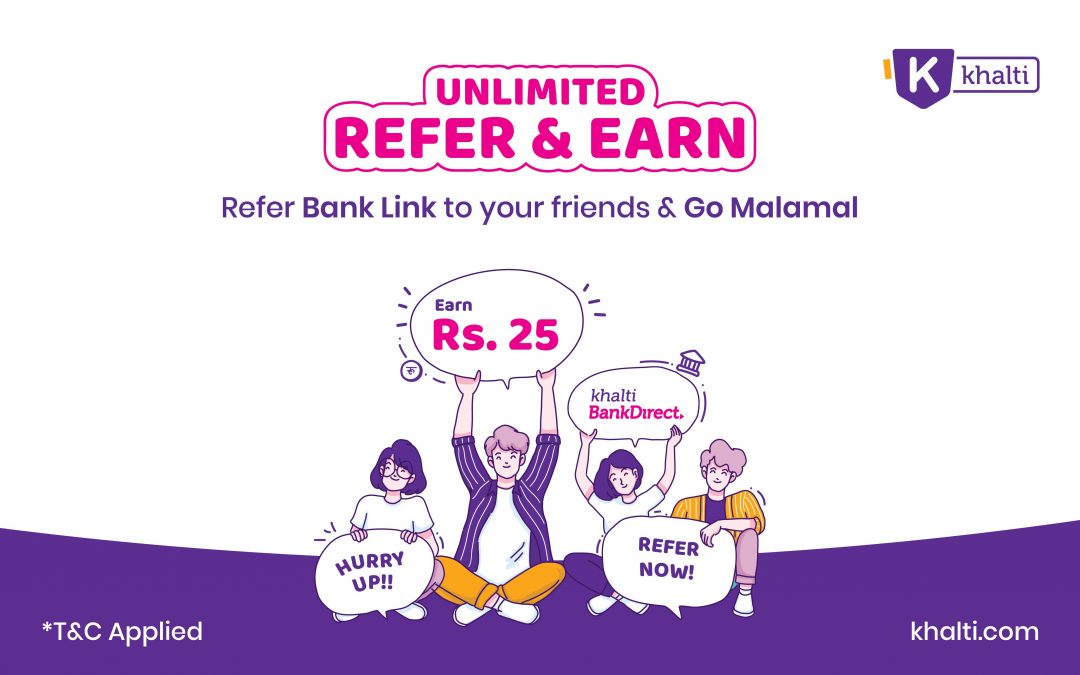 K khalti
UNLIMITED
REFER & EARN
Refer Bank Link to your friends & Go Malamal
Earn
Rs. 25
रु
khalti
BankDirect
HURRY
UP!!
REFER
NOW!
*T&C Applied
khalti.com